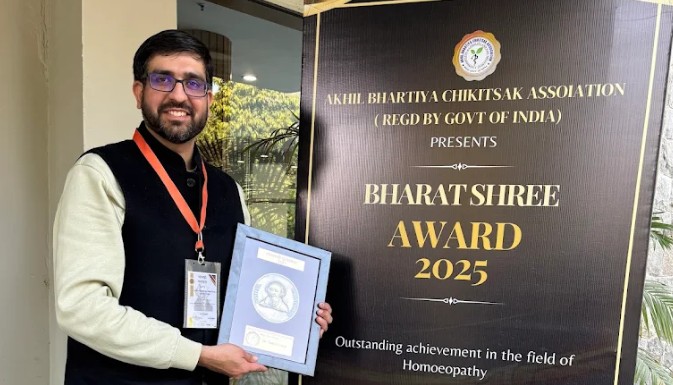 AKHIL BHARTIYA CHIKITSAK ASSOIATION
( REGD BY GOVT OF INDIA)
PRESENTS
BHARAT SHREE
AWARD
2025
Outstanding achievement in the field of
Homoeopathy